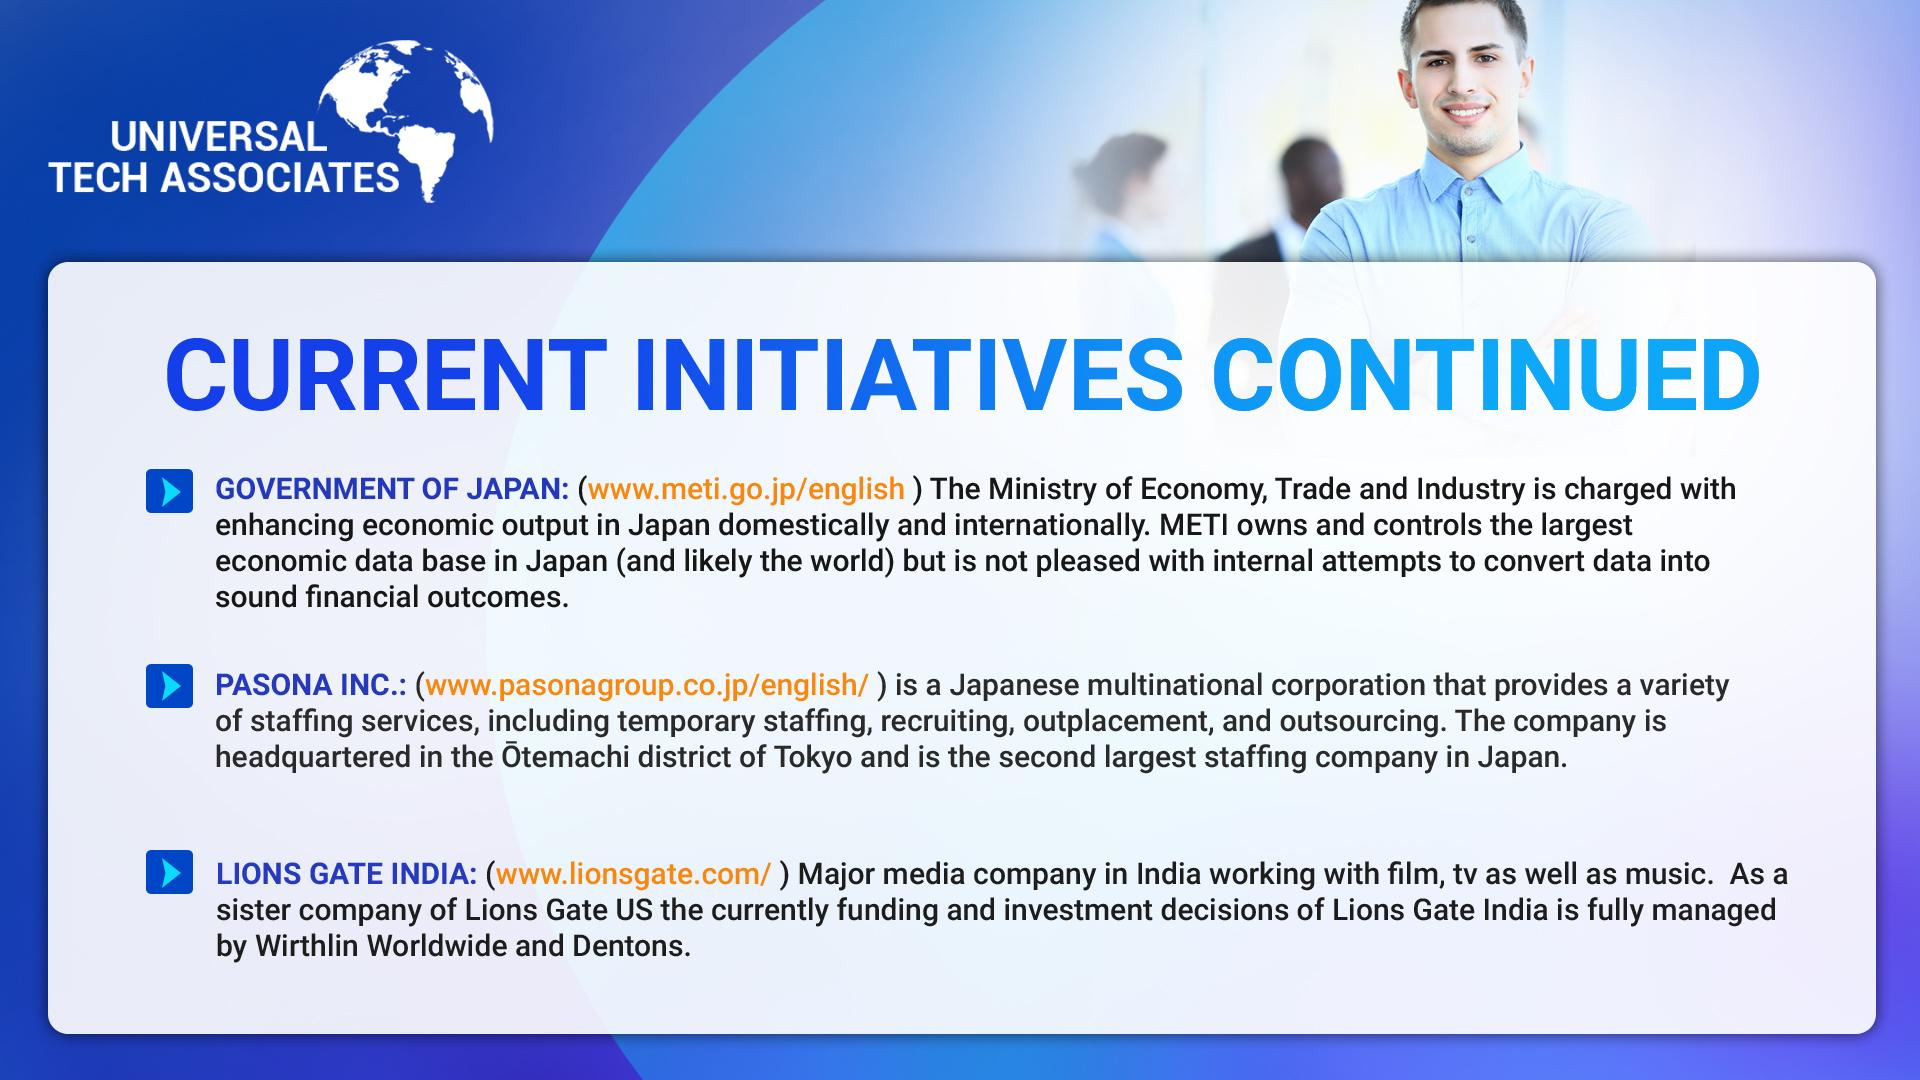 UNIVERSAL
TECH ASSOCIATES
CURRENT INITIATIVES CONTINUED
GOVERNMENT OF JAPAN: (www.meti.go.jp/english ) The Ministry of Economy, Trade and Industry is charged with
enhancing economic output in Japan domestically and internationally. METI owns and controls the largest
economic data base in Japan (and likely the world) but is not pleased with internal attempts to convert data into
sound financial outcomes.
PASONA INC.: (www.pasonagroup.co.jp/english/ ) is a Japanese multinational corporation that provides a variety
of staffing services, including temporary staffing, recruiting, outplacement, and outsourcing. The company is
headquartered in the Ōtemachi district of Tokyo and is the second largest staffing company in Japan.
LIONS GATE INDIA: (www.lionsgate.com/ ) Major media company in India working with film, tv as well as music.  As a
sister company of Lions Gate US the currently funding and investment decisions of Lions Gate India is fully managed
by Wirthlin Worldwide and Dentons.